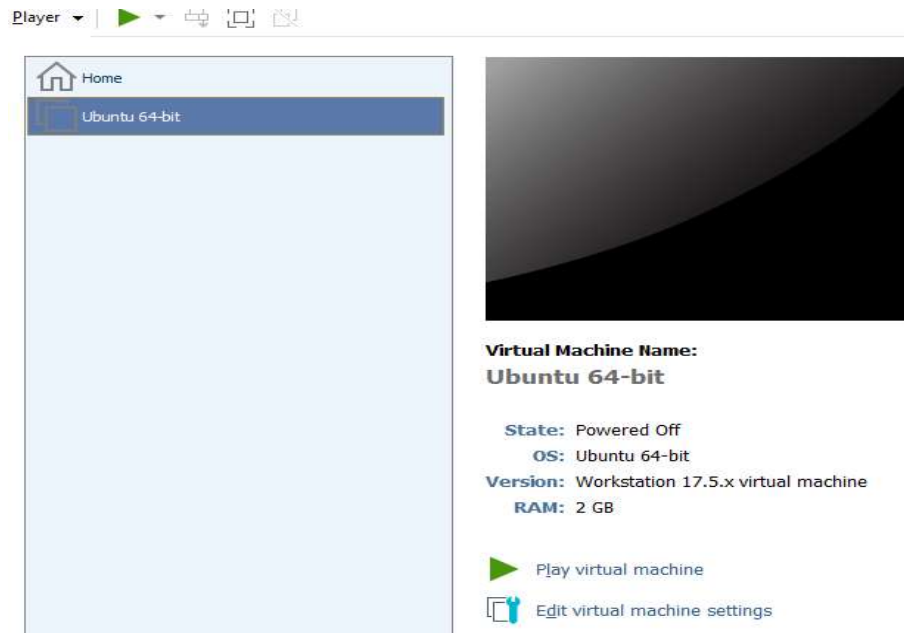 Player
Home
Ubuntu 64-bit
Virtual Machine Name:
Ubuntu 64-bit
State: Powered Off
OS: Ubuntu 64-bit
Version: Workstation 17.5.x virtual machine
RAM: 2 GB
Play virtual machine
Edit virtual machine settings